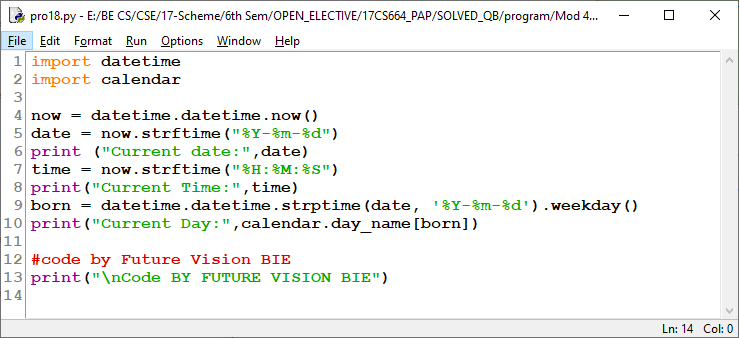 pro18.py - E:/BE CS/CSE/17-Scheme/6th Sem/OPEN_ELECTIVE/17CS664_PAP/SOLVED_QB/program/Mod 4...
File Edit Format Run Options Window Help
1 import datetime
2 import calendar
3
4 now = datetime.datetime.now()
5 date = now.strftime("%Y-%m-%d")
6 print ("Current date:",date)
7 time = now.strftime("%H:%M:%S")
8 print("Current Time:",time)
9 born = datetime.datetime.strptime(date, '%Y-%m-%d').weekday()
10 print("Current Day:",calendar.day_name[born])
11
12 #code by Future Vision BIE
13 print("\nCode BY FUTURE VISION BIE")
14
Ln: 14 Col: 0